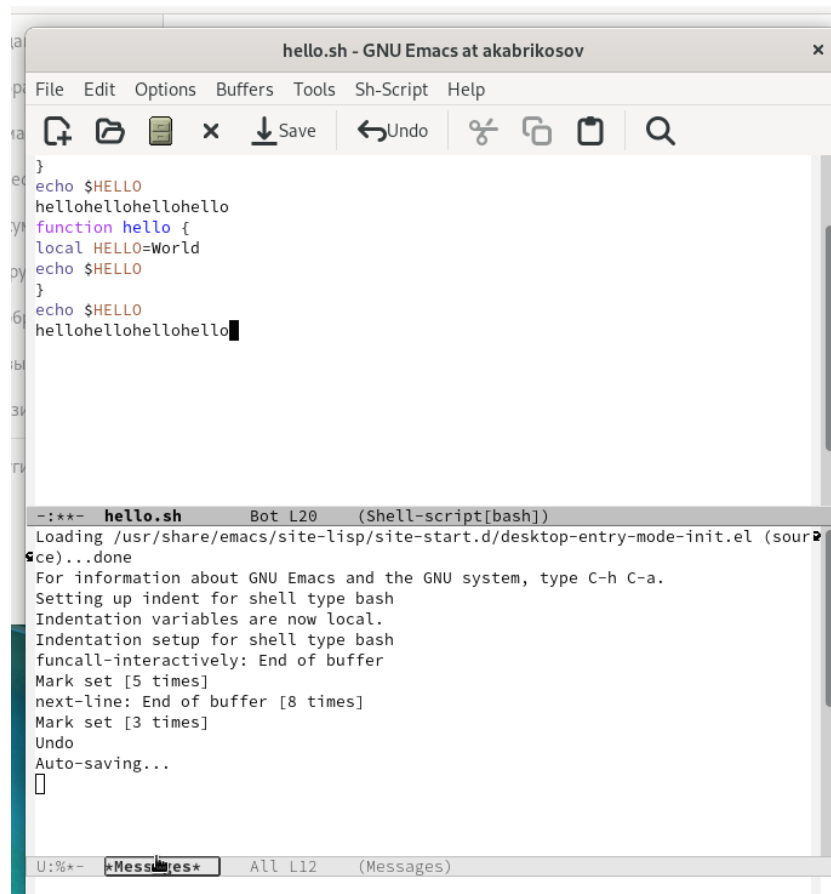 hello.sh - GNU Emacs at akabrikosov
File Edit Options Buffers Tools Sh-Script Help
Save Undo
}
echo $HELLO
hellohellohellohello
function hello {
local HELLO=World
echo $HELLO
}
echo $HELLO
hellohellohellohello
-:**- hello.sh Bot L20 (Shell-script[bash])
Loading /usr/share/emacs/site-lisp/site-start.d/desktop-entry-mode-init.el (sour
ce)...done
For information about GNU Emacs and the GNU system, type C-h C-a.
Setting up indent for shell type bash
Indentation variables are now local.
Indentation setup for shell type bash
funcall-interactively: End of buffer
Mark set [5 times]
next-line: End of buffer [8 times]
Mark set [3 times]
Undo
Auto-saving...
U:%*- *Messages* All L12 (Messages)